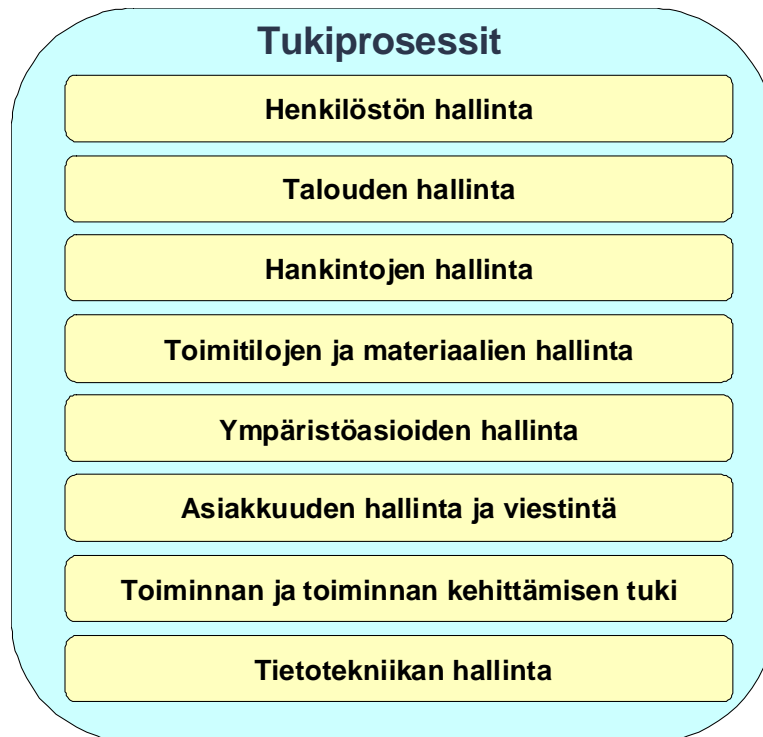 Tukiprosessit
Henkilöstön hallinta
Talouden hallinta
Hankintojen hallinta
Toimitilojen ja materiaalien hallinta
Ympäristöasioiden hallinta
Asiakkuuden hallinta ja viestintä
Toiminnan ja toiminnan kehittämisen tuki
Tietotekniikan hallinta